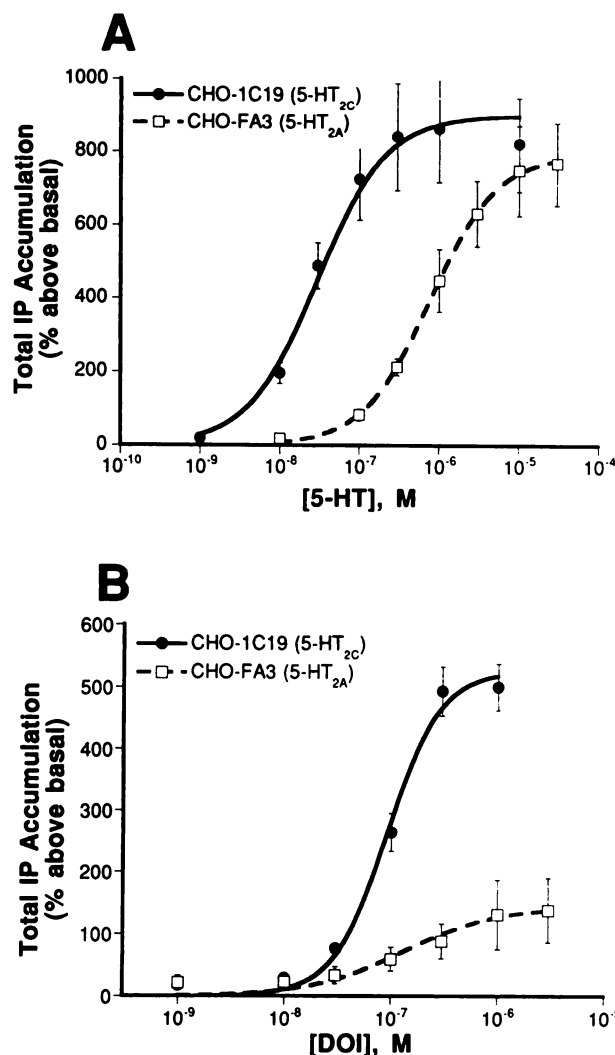 A
1000
800
600
400
200
0
Total IP Accumulation
(% above basal)
CHO-1C19 (5-HT₂C)
CHO-FA3 (5-HT₂A)
10⁻¹⁰ 10⁻⁹ 10⁻⁸ 10⁻⁷ 10⁻⁶ 10⁻⁵ 10⁻⁴
[5-HT], M
B
600
500
400
300
200
100
0
Total IP Accumulation
(% above basal)
CHO-1C19 (5-HT₂C)
CHO-FA3 (5-HT₂A)
10⁻⁹ 10⁻⁸ 10⁻⁷ 10⁻⁶
[DOI], M